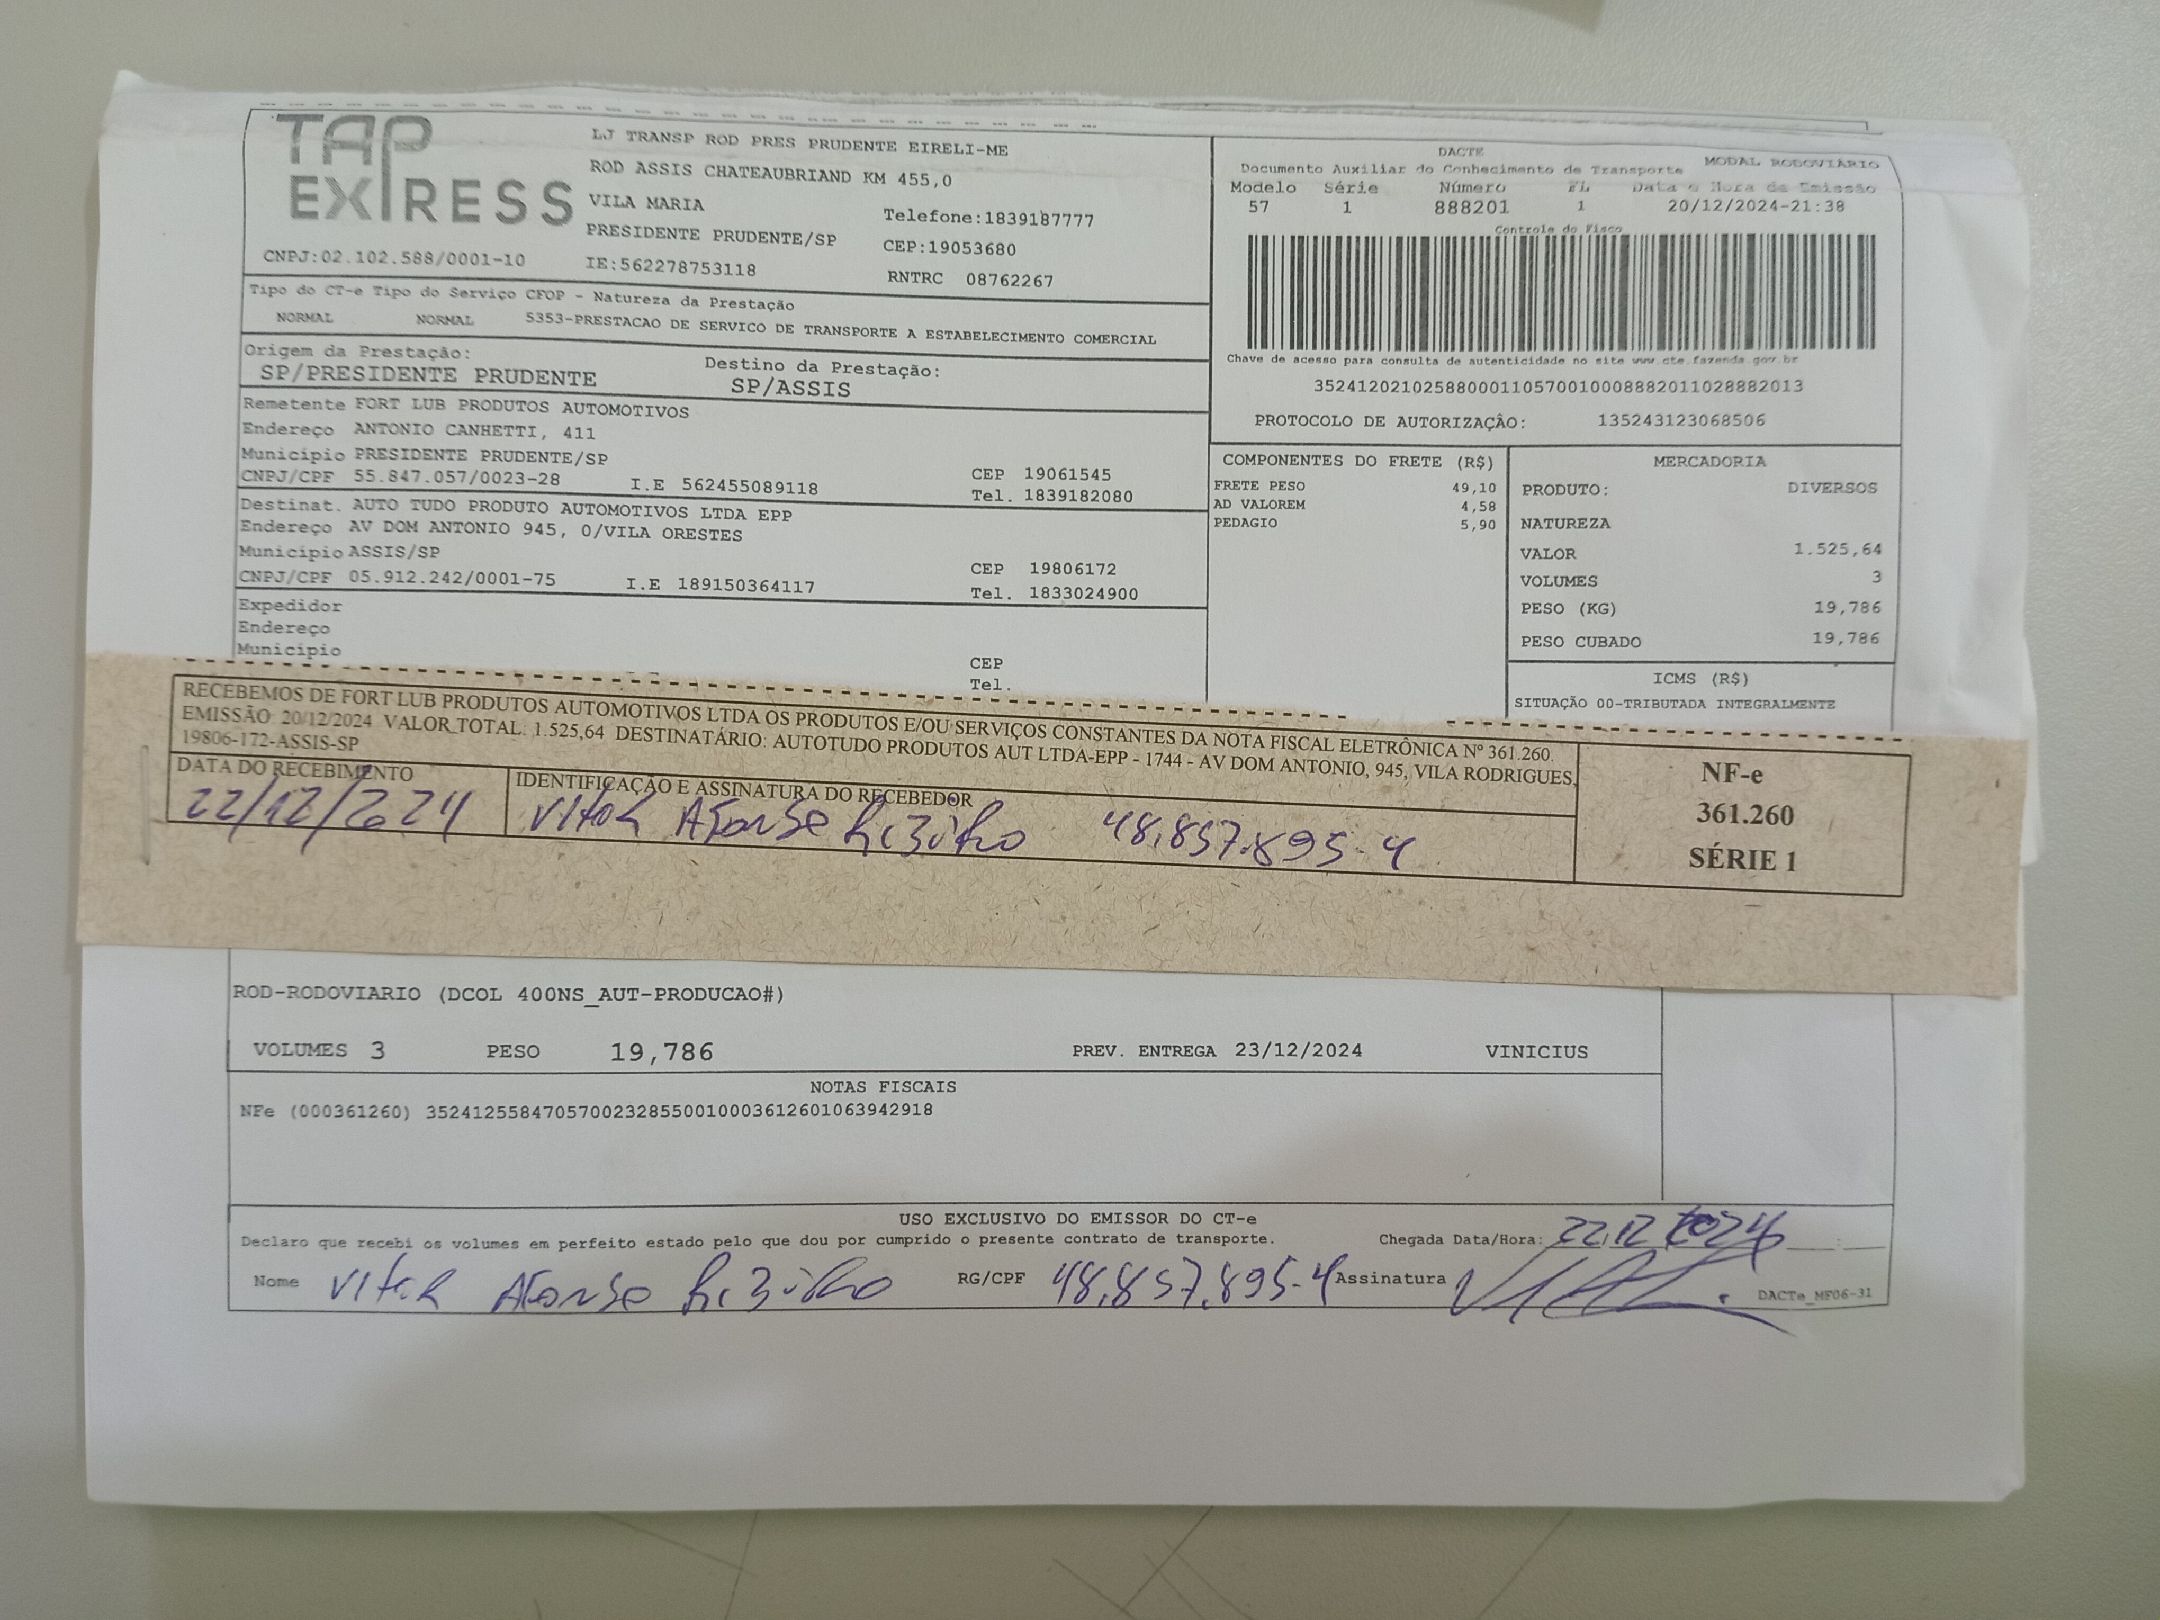 TAP EXPRESS
LJ TRANSP ROD PRES PRUDENTE EIRELI-ME
ROD ASSIS CHATEAUBRIAND KM 455,0
VILA MARIA
Telefone:1839187777
PRESIDENTE PRUDENTE/SP
CEP:19053680
CNPJ:02.102.588/0001-10
IE:562278753118
RNTRC 08762267
DACTE
Documento Auxiliar do Conhecimento de Transporte
MODAL RODOVIÁRIO
Modelo Série Número FL Data e Hora da Emissão
57 1 888201 1 20/12/2024-21:38
Controle do Fisco
Chave de acesso para consulta de autenticidade no site www.cte.fazenda.gov.br
35241202102588000110570010008882011028882013
PROTOCOLO DE AUTORIZAÇÃO: 135243123068506
Tipo do CT-e Tipo do Serviço CFOP - Natureza da Prestação
NORMAL NORMAL 5353-PRESTACAO DE SERVICO DE TRANSPORTE A ESTABELECIMENTO COMERCIAL
Origem da Prestação: Destino da Prestação:
SP/PRESIDENTE PRUDENTE SP/ASSIS
Remetente FORT LUB PRODUTOS AUTOMOTIVOS
Endereço ANTONIO CANHETTI, 411
Municipio PRESIDENTE PRUDENTE/SP CEP 19061545
CNPJ/CPF 55.847.057/0023-28 I.E 562455089118 Tel. 1839182080
Destinat. AUTO TUDO PRODUTO AUTOMOTIVOS LTDA EPP
Endereço AV DOM ANTONIO 945, 0/VILA ORESTES
Municipio ASSIS/SP CEP 19806172
CNPJ/CPF 05.912.242/0001-75 I.E 189150364117 Tel. 1833024900
Expedidor
Endereço
Municipio CEP
Tel.
COMPONENTES DO FRETE (R$)
FRETE PESO 49,10
AD VALOREM 4,58
PEDAGIO 5,90
MERCADORIA
PRODUTO: DIVERSOS
NATUREZA
VALOR 1.525,64
VOLUMES 3
PESO (KG) 19,786
PESO CUBADO 19,786
ICMS (R$)
SITUAÇÃO 00-TRIBUTADA INTEGRALMENTE
RECEBEMOS DE FORT LUB PRODUTOS AUTOMOTIVOS LTDA OS PRODUTOS E/OU SERVIÇOS CONSTANTES DA NOTA FISCAL ELETRÔNICA Nº 361.260.
EMISSÃO: 20/12/2024 VALOR TOTAL: 1.525,64 DESTINATÁRIO: AUTOTUDO PRODUTOS AUT LTDA-EPP - 1744 - AV DOM ANTONIO, 945, VILA RODRIGUES,
19806-172-ASSIS-SP
DATA DO RECEBIMENTO IDENTIFICAÇÃO E ASSINATURA DO RECEBEDOR
22/12/2024 Vitor Afonso 48.857.895-4
NF-e
361.260
SÉRIE 1
ROD-RODOVIARIO (DCOL 400NS_AUT-PRODUCAO#)
VOLUMES 3 PESO 19,786 PREV. ENTREGA 23/12/2024 VINICIUS
NOTAS FISCAIS
NFe (000361260) 35241255847057002328550010003612601063942918
USO EXCLUSIVO DO EMISSOR DO CT-e
Declaro que recebi os volumes em perfeito estado pelo que dou por cumprido o presente contrato de transporte. Chegada Data/Hora: 22.12 2024
Nome Vitor Afonso RG/CPF 48.857.895-4 Assinatura
DACTe_MF06-31